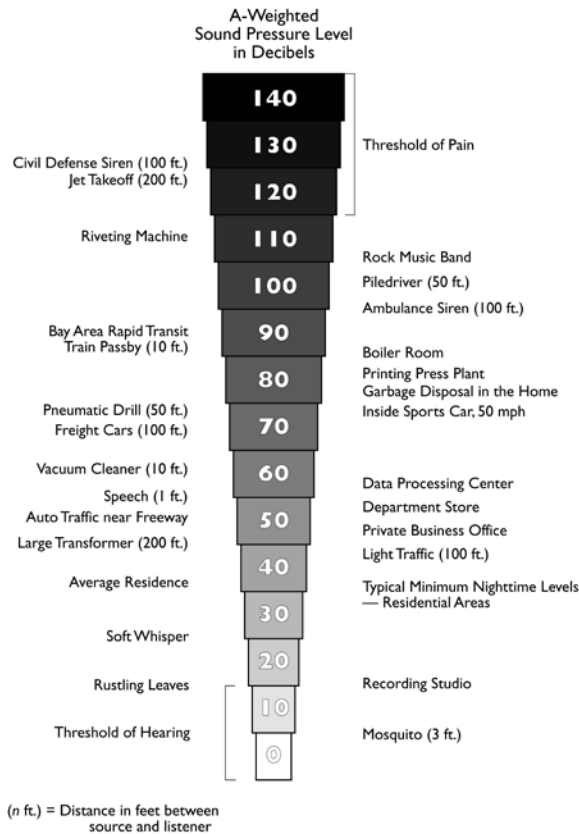 A-Weighted
Sound Pressure Level
in Decibels
140
130
Threshold of Pain
Civil Defense Siren (100 ft.)
Jet Takeoff (200 ft.)
120
Riveting Machine
110
Rock Music Band
100
Piledriver (50 ft.)
Ambulance Siren (100 ft.)
Bay Area Rapid Transit
Train Passby (10 ft.)
90
Boiler Room
80
Printing Press Plant
Garbage Disposal in the Home
Inside Sports Car, 50 mph
Pneumatic Drill (50 ft.)
Freight Cars (100 ft.)
70
Vacuum Cleaner (10 ft.)
60
Data Processing Center
Speech (1 ft.)
Department Store
Auto Traffic near Freeway
50
Private Business Office
Large Transformer (200 ft.)
Light Traffic (100 ft.)
40
Average Residence
Typical Minimum Nighttime Levels
— Residential Areas
30
Soft Whisper
20
Rustling Leaves
Recording Studio
10
Threshold of Hearing
Mosquito (3 ft.)
0
(n ft.) = Distance in feet between
source and listener